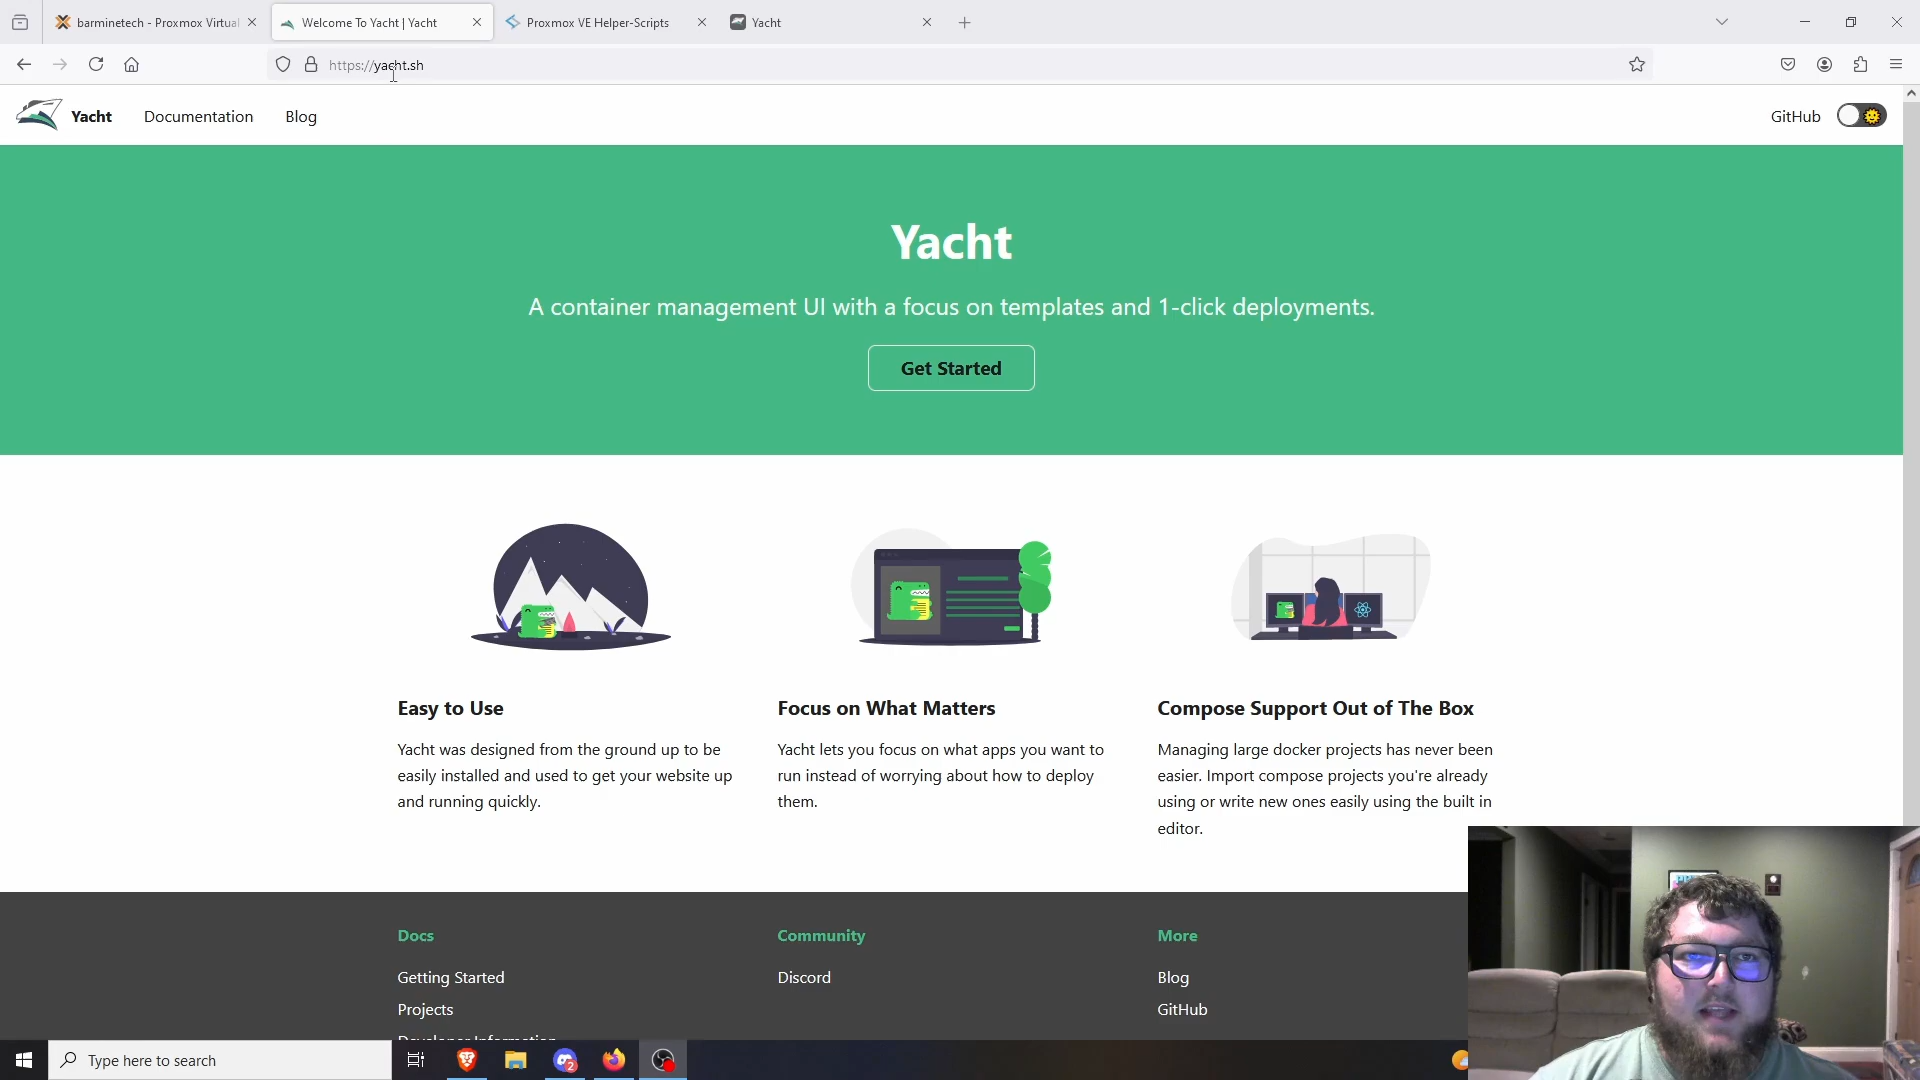 barminetech - Proxmox Virtual
Welcome To Yacht | Yacht
Proxmox VE Helper-Scripts
Yacht
https://yacht.sh
Yacht
Documentation
Blog
GitHub
Yacht
A container management UI with a focus on templates and 1-click deployments.
Get Started
Easy to Use
Yacht was designed from the ground up to be
easily installed and used to get your website up
and running quickly.
Focus on What Matters
Yacht lets you focus on what apps you want to
run instead of worrying about how to deploy
them.
Compose Support Out of The Box
Managing large docker projects has never been
easier. Import compose projects you're already
using or write new ones easily using the built in
editor.
Docs
Getting Started
Projects
Developer Information
Community
Discord
More
Blog
GitHub
Type here to search
2